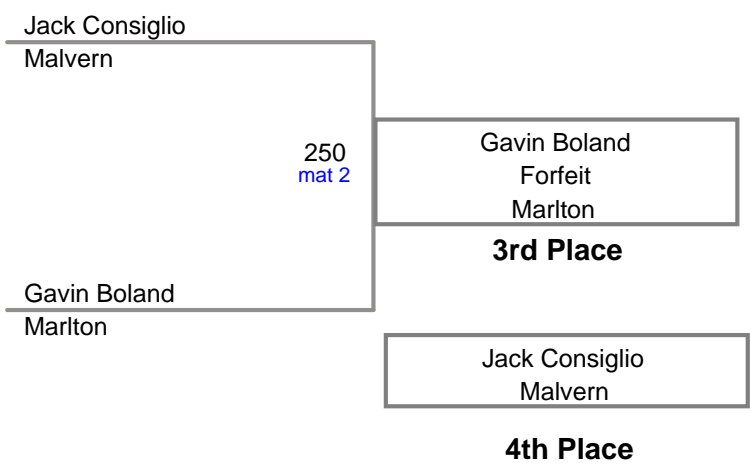 Jack Consiglio
Malvern
250
mat 2
Gavin Boland
Forfeit
Marlton
3rd Place
Gavin Boland
Marlton
Jack Consiglio
Malvern
4th Place